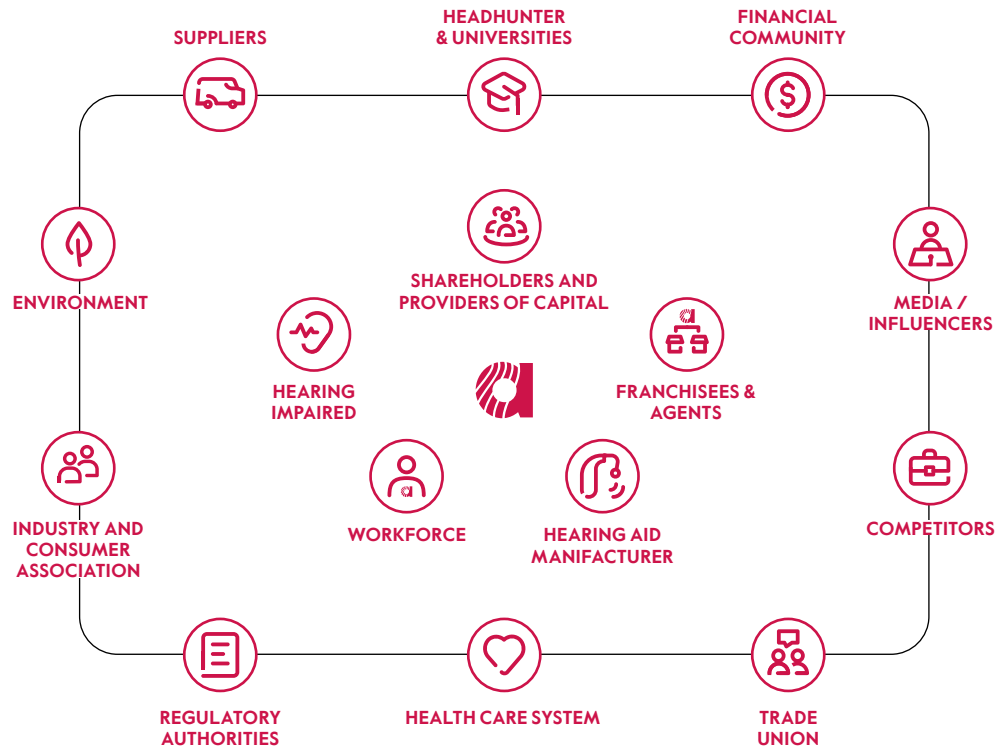 SUPPLIERS
HEADHUNTER
& UNIVERSITIES
FINANCIAL
COMMUNITY
$
ENVIRONMENT
SHAREHOLDERS AND
PROVIDERS OF CAPITAL
MEDIA /
INFLUENCERS
HEARING
IMPAIRED
a
FRANCHISEES &
AGENTS
a
INDUSTRY AND
CONSUMER
ASSOCIATION
WORKFORCE
a
HEARING AID
MANIFACTURER
COMPETITORS
REGULATORY
AUTHORITIES
HEALTH CARE SYSTEM
TRADE
UNION